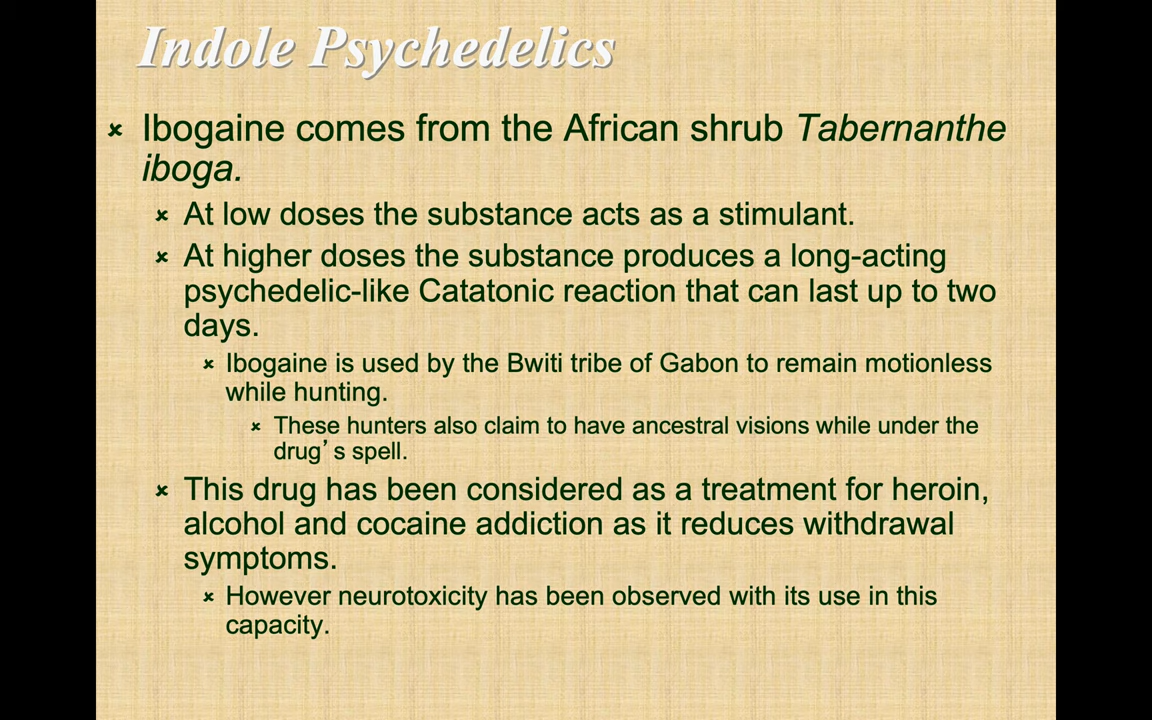 Indole Psychedelics
Ibogaine comes from the African shrub Tabernanthe
iboga.
At low doses the substance acts as a stimulant.
At higher doses the substance produces a long-acting
psychedelic-like Catatonic reaction that can last up to two
days.
Ibogaine is used by the Bwiti tribe of Gabon to remain motionless
while hunting.
These hunters also claim to have ancestral visions while under the
drug’s spell.
This drug has been considered as a treatment for heroin,
alcohol and cocaine addiction as it reduces withdrawal
symptoms.
However neurotoxicity has been observed with its use in this
capacity.